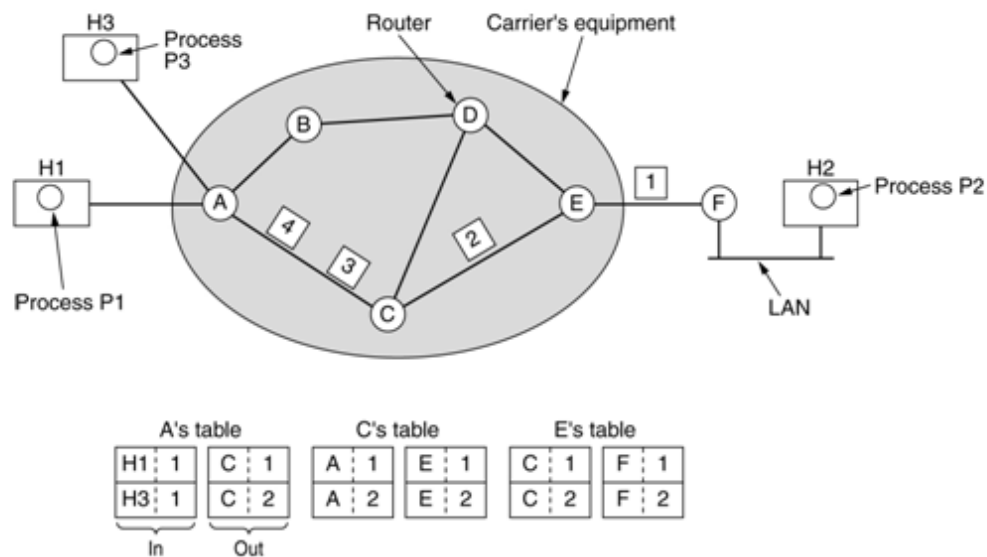 H3
Process
P3
Router
Carrier's equipment
B
D
H1
A
E
1
F
H2
Process P2
4
3
2
Process P1
C
LAN
A's table
C's table
E's table
H1 1 C 1 A 1 E 1 C 1 F 1
H3 1 C 2 A 2 E 2 C 2 F 2
In Out